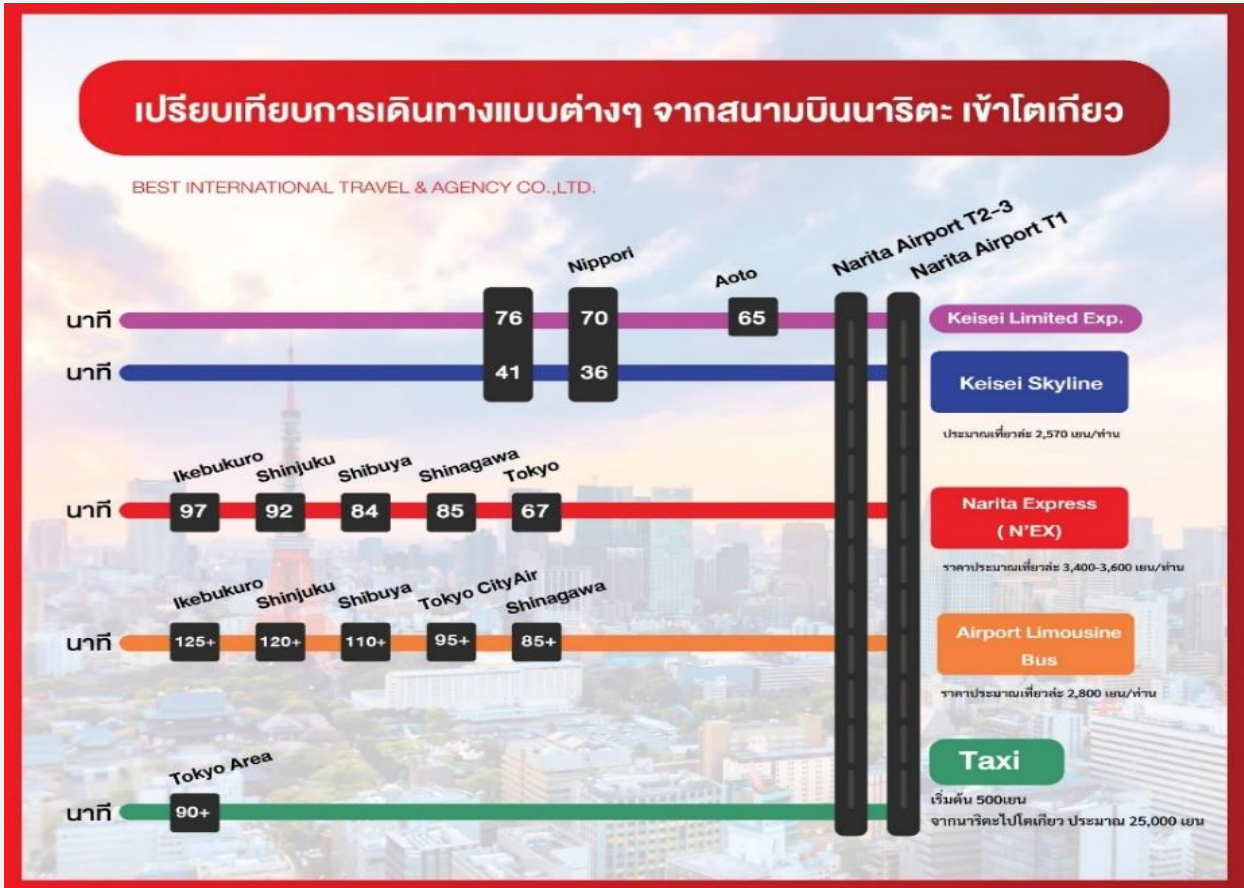 เปรียบเทียบการเดินทางแบบต่างๆ จากสนามบินนาริตะ เข้าโตเกียว
BEST INTERNATIONAL TRAVEL & AGENCY CO.,LTD.
Nippori
Aoto
Narita Airport T2-3
Narita Airport T1
นาที
76
70
65
Keisei Limited Exp.
นาที
41
36
Keisei Skyline
ประมาณเที่ยวล่ะ 2,570 เยน/ท่าน
Ikebukuro
Shinjuku
Shibuya
Shinagawa
Tokyo
นาที
97
92
84
85
67
Narita Express
( N'EX)
ราคาประมาณเที่ยวล่ะ 3,400-3,600 เยน/ท่าน
Ikebukuro
Shinjuku
Shibuya
Tokyo CityAir
Shinagawa
นาที
125+
120+
110+
95+
85+
Airport Limousine
Bus
ราคาประมาณเที่ยวล่ะ 2,800 เยน/ท่าน
Tokyo Area
นาที
90+
Taxi
เริ่มต้น 500เยน
จากนาริตะไปโตเกียว ประมาณ 25,000 เยน